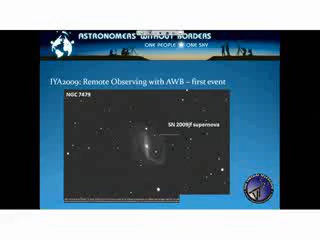 ASTRONOMERS WITHOUT BORDERS
ONE PEOPLE ONE SKY
IYA2009: Remote Observing with AWB – first event
NGC 7479
SN 2009jf supernova